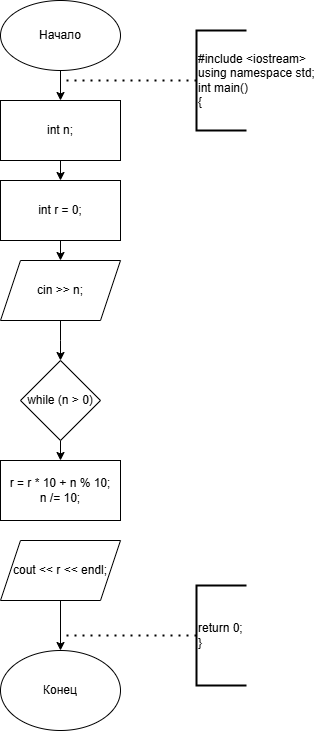 Начало
#include <iostream>
using namespace std;
int main()
{
int n;
int r = 0;
cin >> n;
while (n > 0)
r = r * 10 + n % 10;
n /= 10;
cout << r << endl;
return 0;
}
Конец